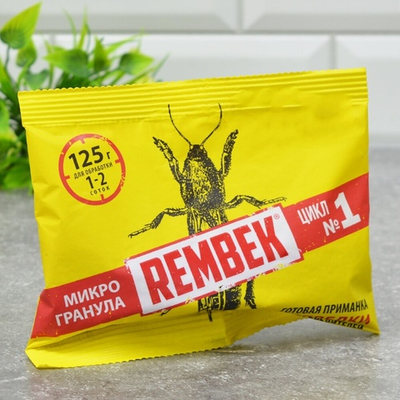 125 г
ДЛЯ ОБРАБОТКИ
1-2
СОТОК
МИКРО
ГРАНУЛА
REMBEK®
ЦИКЛ
№1
ГОТОВАЯ ПРИМАНКА